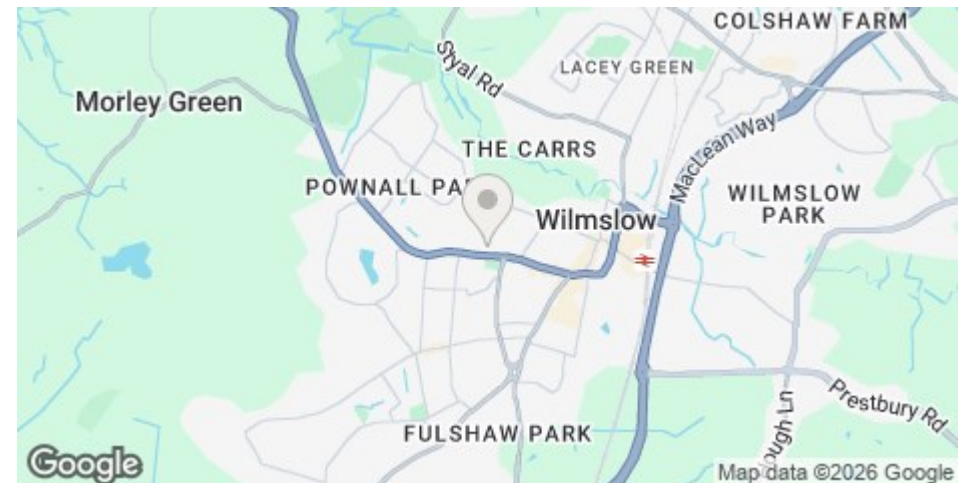 COLSHAW FARM
Styal Rd
LACEY GREEN
Morley Green
MacLean Way
THE CARRS
POWNALL PA
WILMSLOW
PARK
Wilmslow
Prestbury Rd
FULSHAW PARK
Google
Map data ©2026 Google